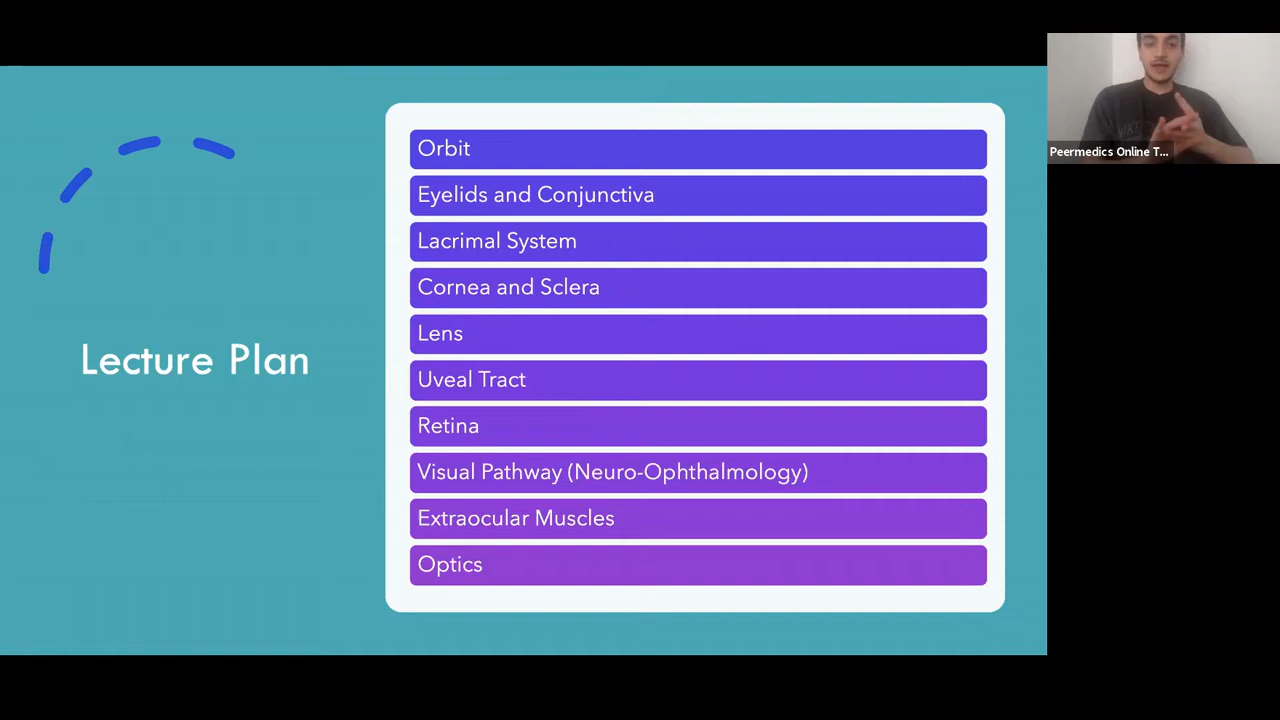 Lecture Plan
Orbit
Eyelids and Conjunctiva
Lacrimal System
Cornea and Sclera
Lens
Uveal Tract
Retina
Visual Pathway (Neuro-Ophthalmology)
Extraocular Muscles
Optics
Peermedics Online T...